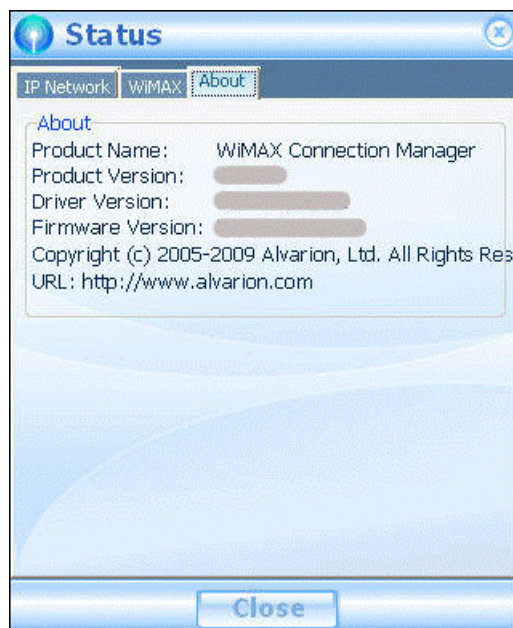 Status
IP Network WiMAX About
About
Product Name: WiMAX Connection Manager
Product Version:
Driver Version:
Firmware Version:
Copyright (c) 2005-2009 Alvarion, Ltd. All Rights Res
URL: http://www.alvarion.com
Close